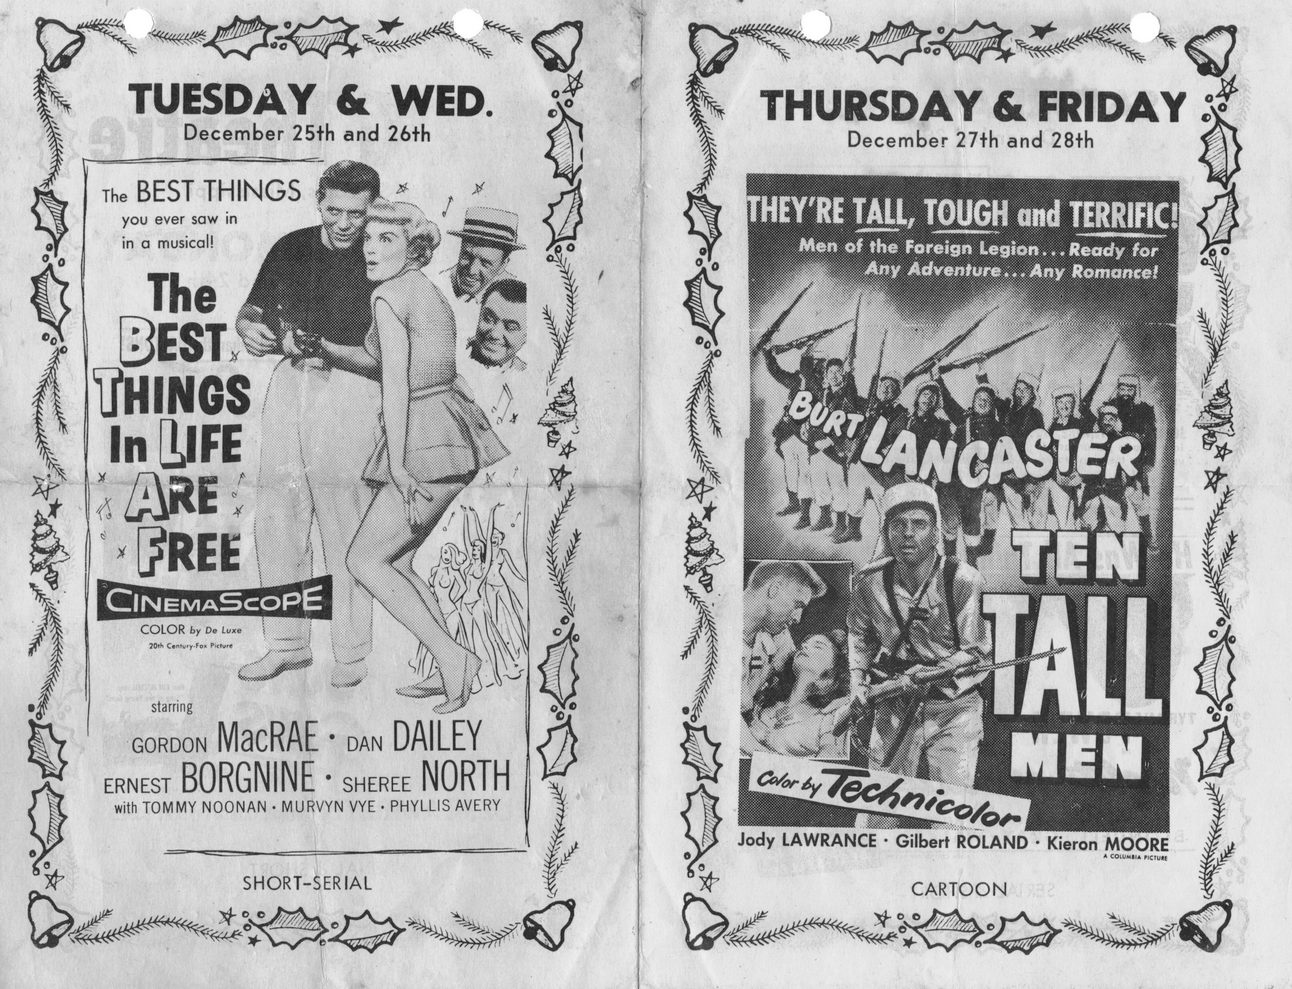 TUESDAY & WED.
December 25th and 26th
The BEST THINGS
you ever saw in
in a musical!
The
BEST
THINGS
In LIFE
ARE
FREE
CINEMASCOPE
COLOR by De Luxe
20th Century-Fox Picture
starring
GORDON MacRAE · DAN DAILEY
ERNEST BORGNINE · SHEREE NORTH
with TOMMY NOONAN · MURVYN VYE · PHYLLIS AVERY
SHORT-SERIAL
THURSDAY & FRIDAY
December 27th and 28th
THEY'RE TALL, TOUGH and TERRIFIC!
Men of the Foreign Legion...Ready for
Any Adventure...Any Romance!
BURT LANCASTER
TEN
TALL
MEN
Color by Technicolor
Jody LAWRANCE · Gilbert ROLAND · Kieron MOORE
A COLUMBIA PICTURE
CARTOON